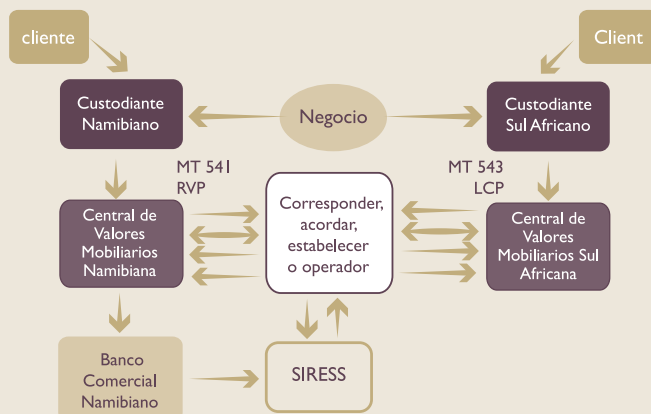 cliente
Client
Custodiante
Namibiano
Negocio
Custodiante
Sul Africano
MT 541
RVP
MT 543
LCP
Central de
Valores
Mobiliarios
Namibiana
Corresponder,
acordar,
estabelecer
o operador
Central de
Valores
Mobiliarios Sul
Africana
Banco
Comercial
Namibiano
SIRESS